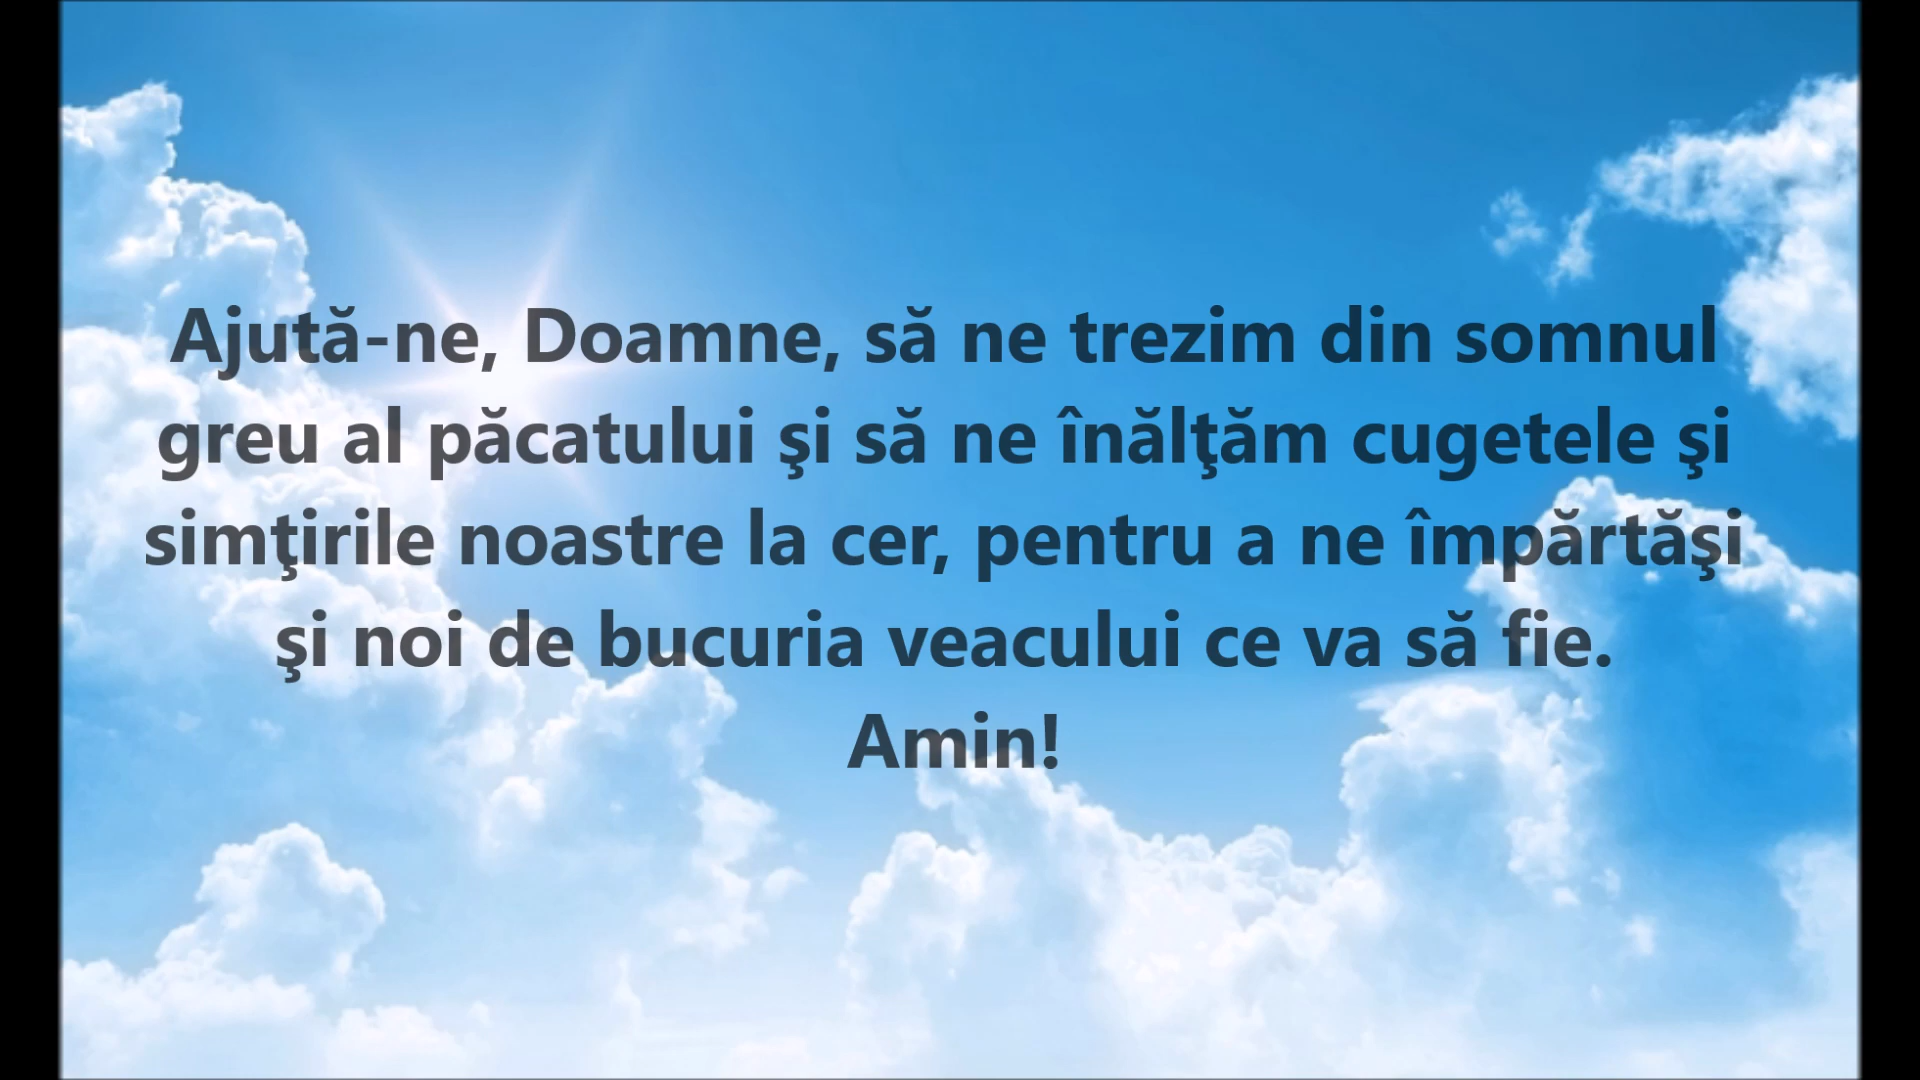 Ajută-ne, Doamne, să ne trezim din somnul
greu al păcatului şi să ne înălţăm cugetele şi
simţirile noastre la cer, pentru a ne împărtăşi
şi noi de bucuria veacului ce va să fie.
Amin!